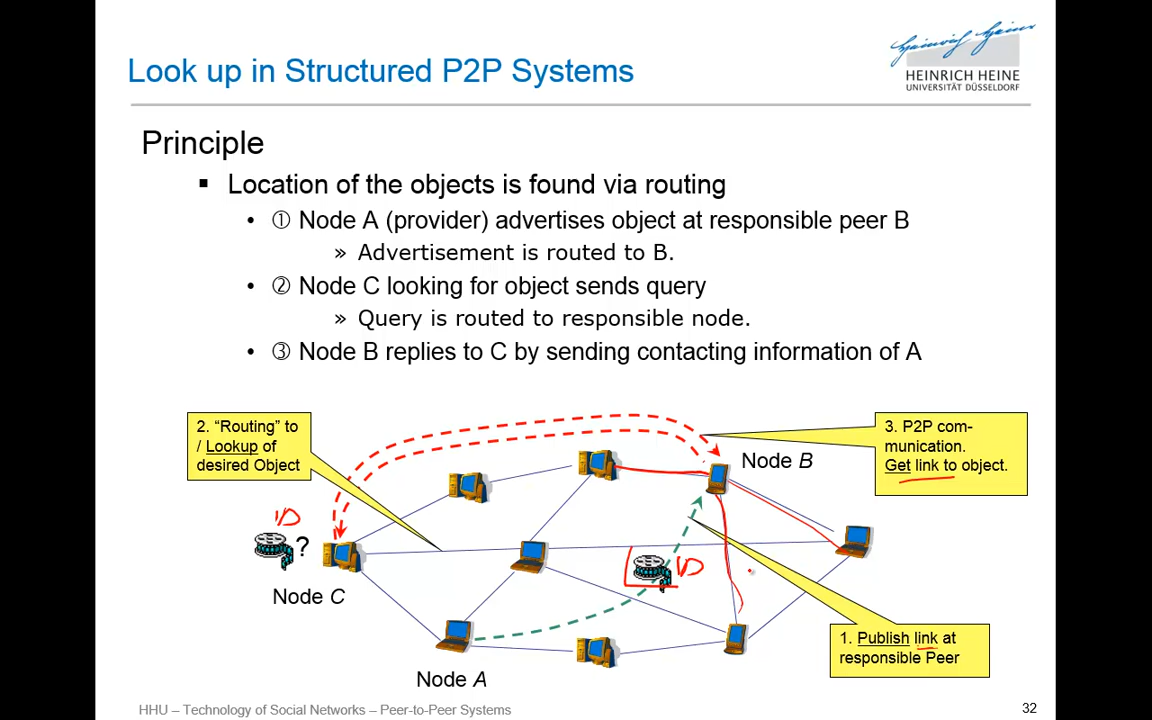 Look up in Structured P2P Systems
Heinrich Heine
HEINRICH HEINE
UNIVERSITÄT DÜSSELDORF
Principle
▪ Location of the objects is found via routing
• ① Node A (provider) advertises object at responsible peer B
» Advertisement is routed to B.
• ② Node C looking for object sends query
» Query is routed to responsible node.
• ③ Node B replies to C by sending contacting information of A
2. “Routing” to
/ Lookup of
desired Object
3. P2P com-
munication.
Get link to object.
Node B
ID
?
ID
Node C
1. Publish link at
responsible Peer
Node A
HHU – Technology of Social Networks – Peer-to-Peer Systems
32